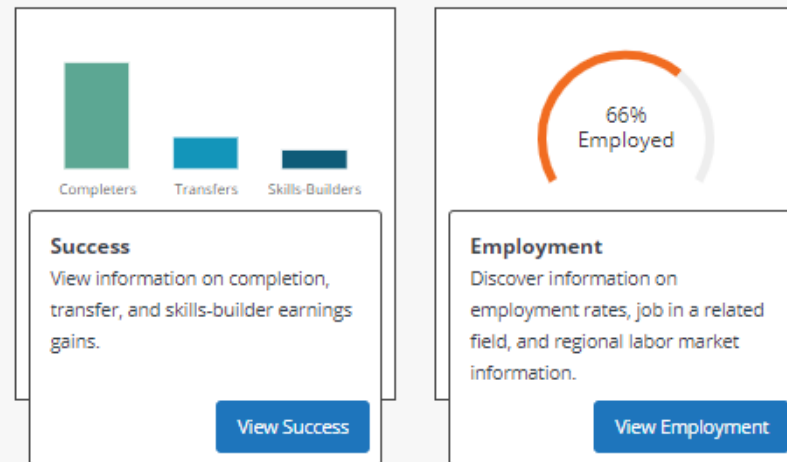 Completers
Transfers
Skills-Builders
Success
View information on completion,
transfer, and skills-builder earnings
gains.
View Success
66%
Employed
Employment
Discover information on
employment rates, job in a related
field, and regional labor market
information.
View Employment